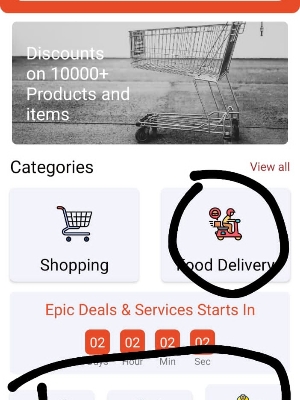 Discounts
on 10000+
Products and
items
Categories View all
Shopping Food Delivery
Epic Deals & Services Starts In
02 02 02 02
Days Hour Min Sec